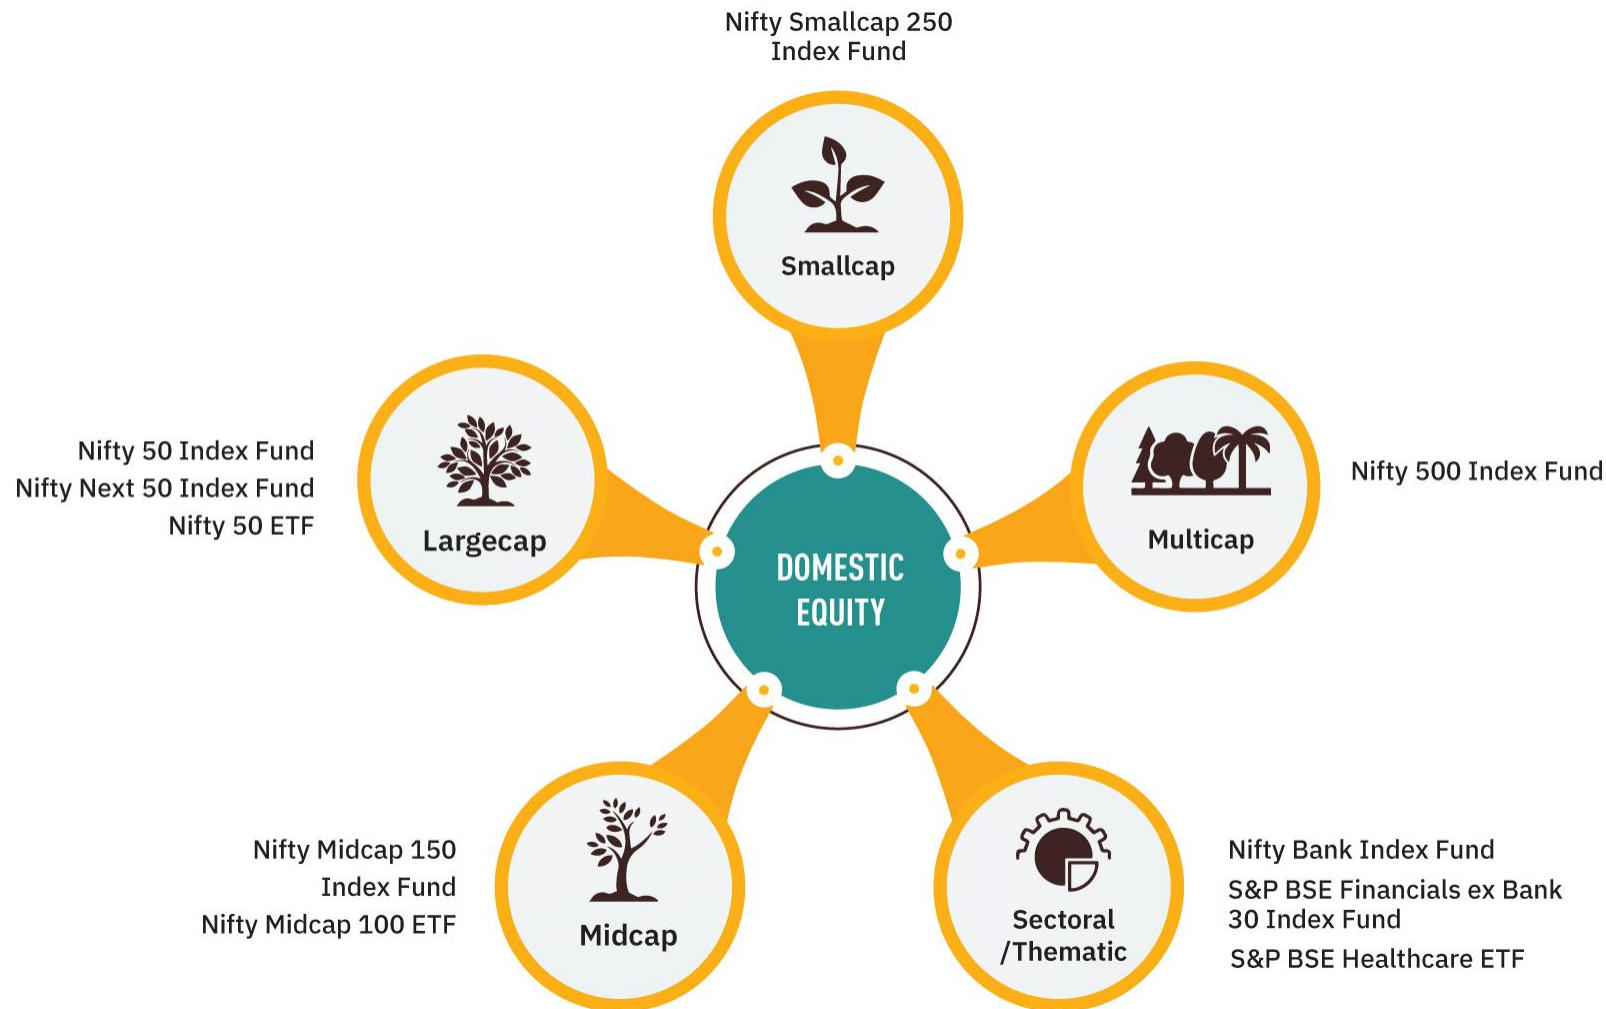 Nifty Smallcap 250
Index Fund
Smallcap
Nifty 50 Index Fund
Nifty Next 50 Index Fund
Nifty 50 ETF
Largecap
Multicap
Nifty 500 Index Fund
DOMESTIC
EQUITY
Nifty Midcap 150
Index Fund
Nifty Midcap 100 ETF
Midcap
Sectoral
/Thematic
Nifty Bank Index Fund
S&P BSE Financials ex Bank
30 Index Fund
S&P BSE Healthcare ETF